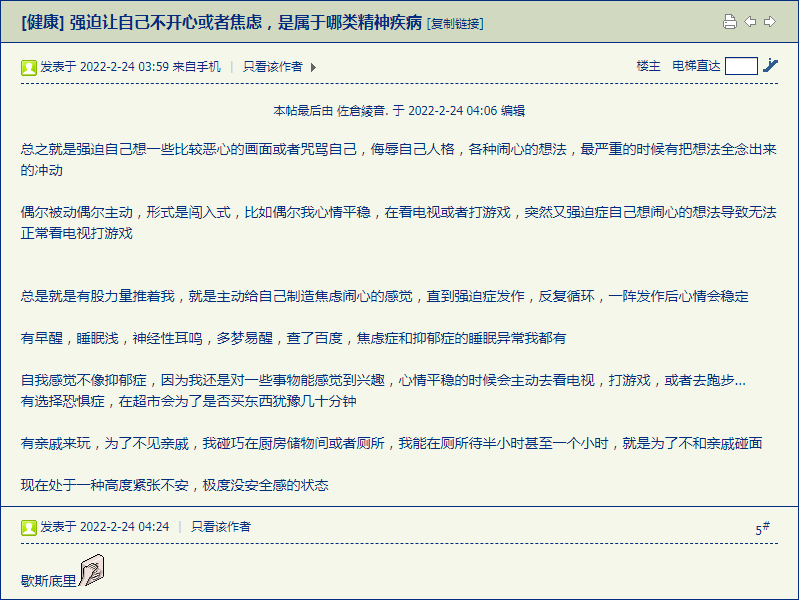 [健康] 强迫让自己不开心或者焦虑，是属于哪类精神疾病 [复制链接]
发表于 2022-2-24 03:59 来自手机 | 只看该作者 楼主 电梯直达
本帖最后由 佐倉綾音. 于 2022-2-24 04:06 编辑
总之就是强迫自己想一些比较恶心的画面或者咒骂自己，侮辱自己人格，各种闹心的想法，最严重的时候有把想法全念出来
的冲动
偶尔被动偶尔主动，形式是闯入式，比如偶尔我心情平稳，在看电视或者打游戏，突然又强迫症自己想闹心的想法导致无法
正常看电视打游戏
总是就是有股力量推着我，就是主动给自己制造焦虑闹心的感觉，直到强迫症发作，反复循环，一阵发作后心情会稳定
有早醒，睡眠浅，神经性耳鸣，多梦易醒，查了百度，焦虑症和抑郁症的睡眠异常我都有
自我感觉不像抑郁症，因为我还是对一些事物能感觉到兴趣，心情平稳的时候会主动去看电视，打游戏，或者去跑步...
有选择恐惧症，在超市会为了是否买东西犹豫几十分钟
有亲戚来玩，为了不见亲戚，我碰巧在厨房储物间或者厕所，我能在厕所待半小时甚至一个小时，就是为了不和亲戚碰面
现在处于一种高度紧张不安，极度没安全感的状态
发表于 2022-2-24 04:24 | 只看该作者 5#
歇斯底里